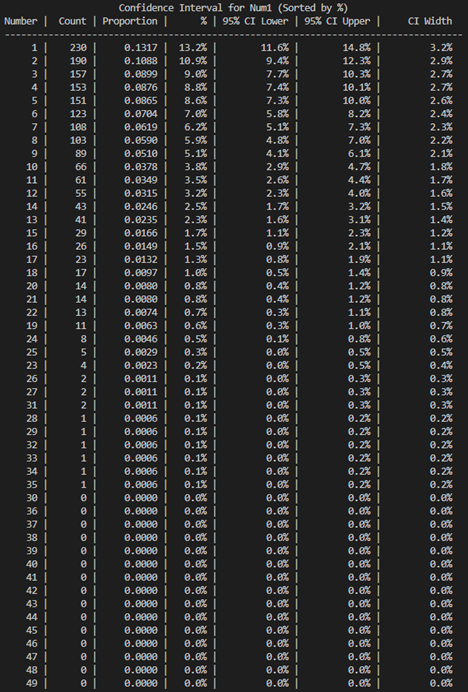 Confidence Interval for Num1 (Sorted by %)
Number | Count | Proportion | % | 95% CI Lower | 95% CI Upper | CI Width
--------------------------------------------------------------------------------
1 | 230 | 0.1317 | 13.2% | 11.6% | 14.8% | 3.2%
2 | 190 | 0.1088 | 10.9% | 9.4% | 12.3% | 2.9%
3 | 157 | 0.0899 | 9.0% | 7.7% | 10.3% | 2.7%
4 | 153 | 0.0876 | 8.8% | 7.4% | 10.1% | 2.7%
5 | 151 | 0.0865 | 8.6% | 7.3% | 10.0% | 2.6%
6 | 123 | 0.0704 | 7.0% | 5.8% | 8.2% | 2.4%
7 | 108 | 0.0619 | 6.2% | 5.1% | 7.3% | 2.3%
8 | 103 | 0.0590 | 5.9% | 4.8% | 7.0% | 2.2%
9 | 89 | 0.0510 | 5.1% | 4.1% | 6.1% | 2.1%
10 | 66 | 0.0378 | 3.8% | 2.9% | 4.7% | 1.8%
11 | 61 | 0.0349 | 3.5% | 2.6% | 4.4% | 1.7%
12 | 55 | 0.0315 | 3.2% | 2.3% | 4.0% | 1.6%
14 | 43 | 0.0246 | 2.5% | 1.7% | 3.2% | 1.5%
13 | 41 | 0.0235 | 2.3% | 1.6% | 3.1% | 1.4%
15 | 29 | 0.0166 | 1.7% | 1.1% | 2.3% | 1.2%
16 | 26 | 0.0149 | 1.5% | 0.9% | 2.1% | 1.1%
17 | 23 | 0.0132 | 1.3% | 0.8% | 1.9% | 1.1%
18 | 17 | 0.0097 | 1.0% | 0.5% | 1.4% | 0.9%
20 | 14 | 0.0080 | 0.8% | 0.4% | 1.2% | 0.8%
21 | 14 | 0.0080 | 0.8% | 0.4% | 1.2% | 0.8%
22 | 13 | 0.0074 | 0.7% | 0.3% | 1.1% | 0.8%
19 | 11 | 0.0063 | 0.6% | 0.3% | 1.0% | 0.7%
24 | 8 | 0.0046 | 0.5% | 0.1% | 0.8% | 0.6%
25 | 5 | 0.0029 | 0.3% | 0.0% | 0.5% | 0.5%
23 | 4 | 0.0023 | 0.2% | 0.0% | 0.5% | 0.4%
26 | 2 | 0.0011 | 0.1% | 0.0% | 0.3% | 0.3%
27 | 2 | 0.0011 | 0.1% | 0.0% | 0.3% | 0.3%
31 | 2 | 0.0011 | 0.1% | 0.0% | 0.3% | 0.3%
28 | 1 | 0.0006 | 0.1% | 0.0% | 0.2% | 0.2%
29 | 1 | 0.0006 | 0.1% | 0.0% | 0.2% | 0.2%
32 | 1 | 0.0006 | 0.1% | 0.0% | 0.2% | 0.2%
33 | 1 | 0.0006 | 0.1% | 0.0% | 0.2% | 0.2%
34 | 1 | 0.0006 | 0.1% | 0.0% | 0.2% | 0.2%
35 | 1 | 0.0006 | 0.1% | 0.0% | 0.2% | 0.2%
30 | 0 | 0.0000 | 0.0% | 0.0% | 0.0% | 0.0%
36 | 0 | 0.0000 | 0.0% | 0.0% | 0.0% | 0.0%
37 | 0 | 0.0000 | 0.0% | 0.0% | 0.0% | 0.0%
38 | 0 | 0.0000 | 0.0% | 0.0% | 0.0% | 0.0%
39 | 0 | 0.0000 | 0.0% | 0.0% | 0.0% | 0.0%
40 | 0 | 0.0000 | 0.0% | 0.0% | 0.0% | 0.0%
41 | 0 | 0.0000 | 0.0% | 0.0% | 0.0% | 0.0%
42 | 0 | 0.0000 | 0.0% | 0.0% | 0.0% | 0.0%
43 | 0 | 0.0000 | 0.0% | 0.0% | 0.0% | 0.0%
44 | 0 | 0.0000 | 0.0% | 0.0% | 0.0% | 0.0%
45 | 0 | 0.0000 | 0.0% | 0.0% | 0.0% | 0.0%
46 | 0 | 0.0000 | 0.0% | 0.0% | 0.0% | 0.0%
47 | 0 | 0.0000 | 0.0% | 0.0% | 0.0% | 0.0%
48 | 0 | 0.0000 | 0.0% | 0.0% | 0.0% | 0.0%
49 | 0 | 0.0000 | 0.0% | 0.0% | 0.0% | 0.0%